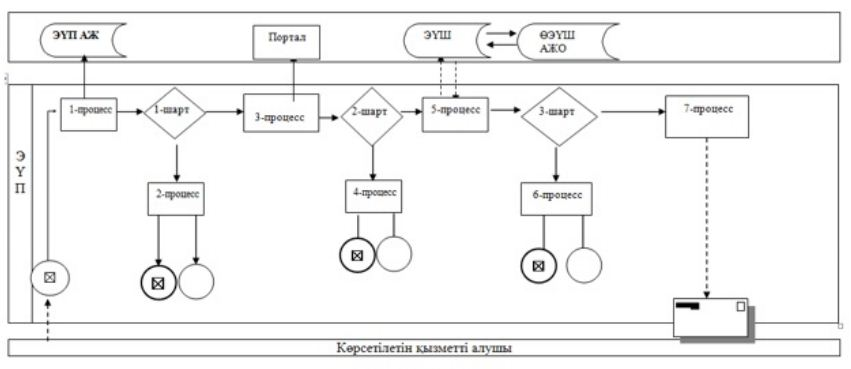 ЭҮП АЖ
Портал
ЭҮШ
ӨЭҮШ
АЖО
1-процесс
1-шарт
3-процесс
2-шарт
5-процесс
3-шарт
7-процесс
Э
Ү
П
2-процесс
4-процесс
6-процесс
Көрсетілетін қызметті алушы